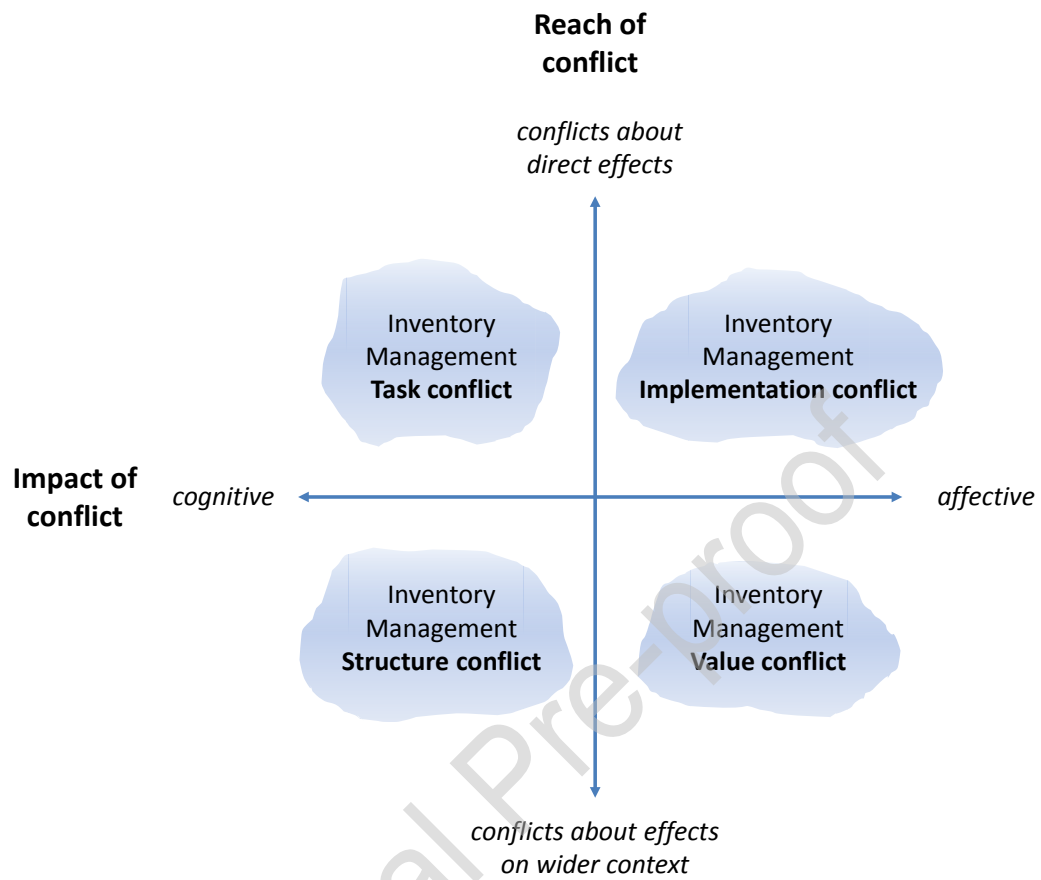 Reach of
conflict
conflicts about
direct effects
Inventory
Management
Task conflict
Inventory
Management
Implementation conflict
Impact of
conflict
cognitive
affective
Inventory
Management
Structure conflict
Inventory
Management
Value conflict
conflicts about effects
on wider context
al Pre-proof